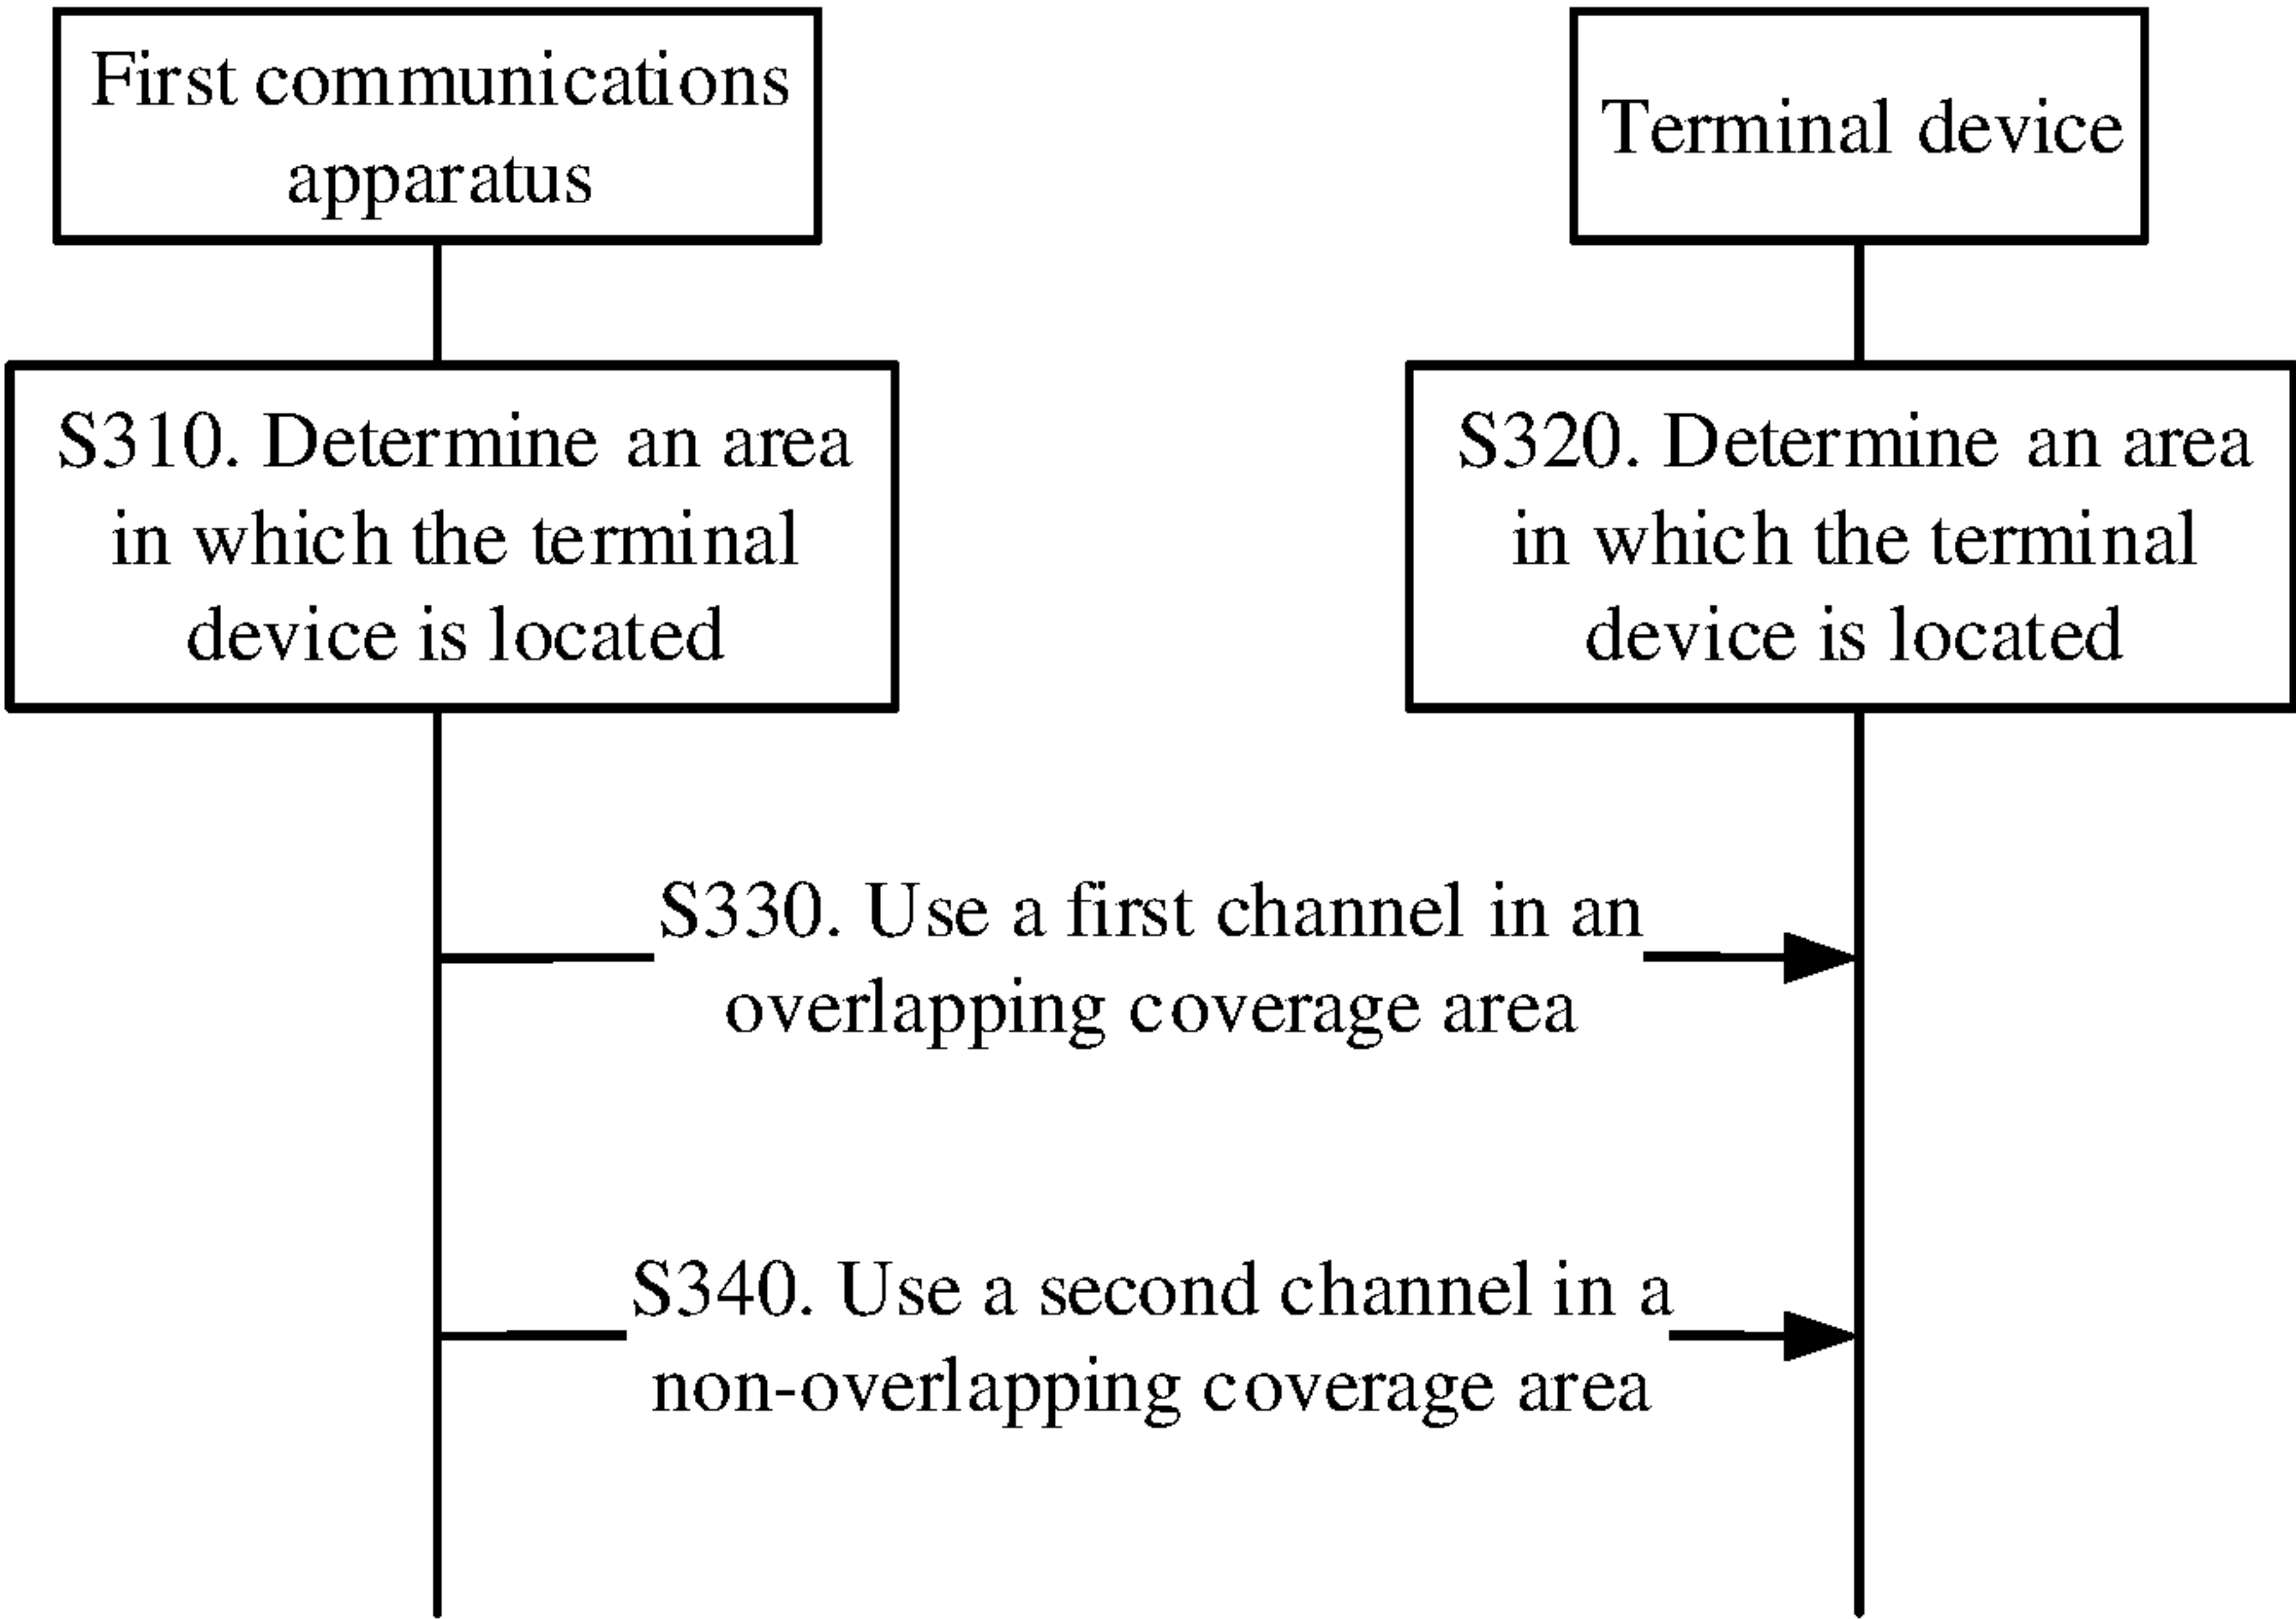 First communications
apparatus
Terminal device
S310. Determine an area
in which the terminal
device is located
S320. Determine an area
in which the terminal
device is located
S330. Use a first channel in an
overlapping coverage area
S340. Use a second channel in a
non-overlapping coverage area